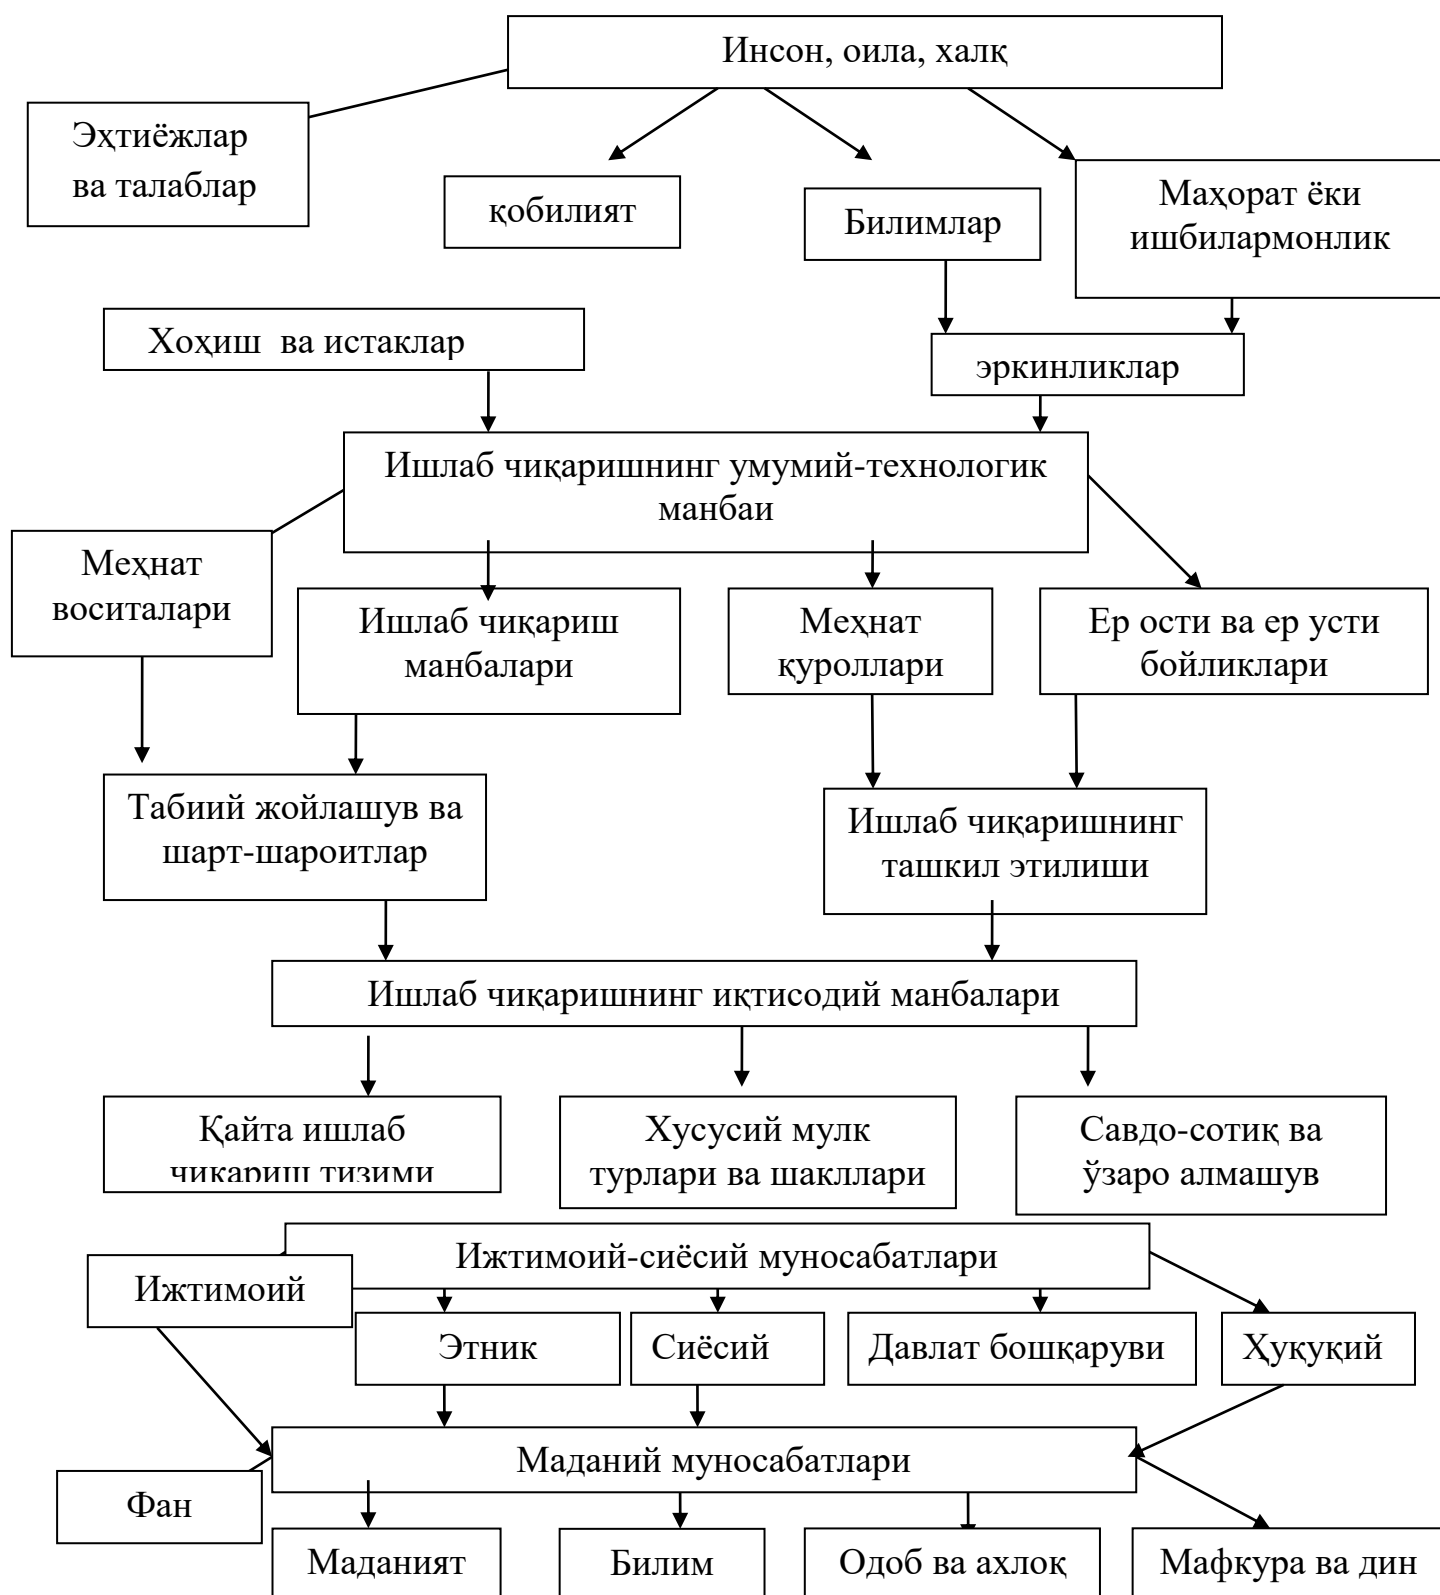 Инсон, оила, халқ
Эҳтиёжлар
ва талаблар
қобилият
Билимлар
Маҳорат ёки
ишбилармонлик
Хоҳиш ва истаклар
эркинликлар
Ишлаб чиқаришнинг умумий-технологик
манбаи
Меҳнат
воситалари
Ишлаб чиқариш
манбалари
Меҳнат
қуроллари
Ер ости ва ер усти
бойликлари
Табиий жойлашув ва
шарт-шароитлар
Ишлаб чиқаришнинг
ташкил этилиши
Ишлаб чиқаришнинг иқтисодий манбалари
Қайта ишлаб
чиқариш тизими
Хусусий мулк
турлари ва шакллари
Савдо-сотиқ ва
ўзаро алмашув
Ижтимоий-сиёсий муносабатлари
Ижтимоий
Этник
Сиёсий
Давлат бошқаруви
Ҳуқуқий
Маданий муносабатлари
Фан
Маданият
Билим
Одоб ва ахлоқ
Мафкура ва дин